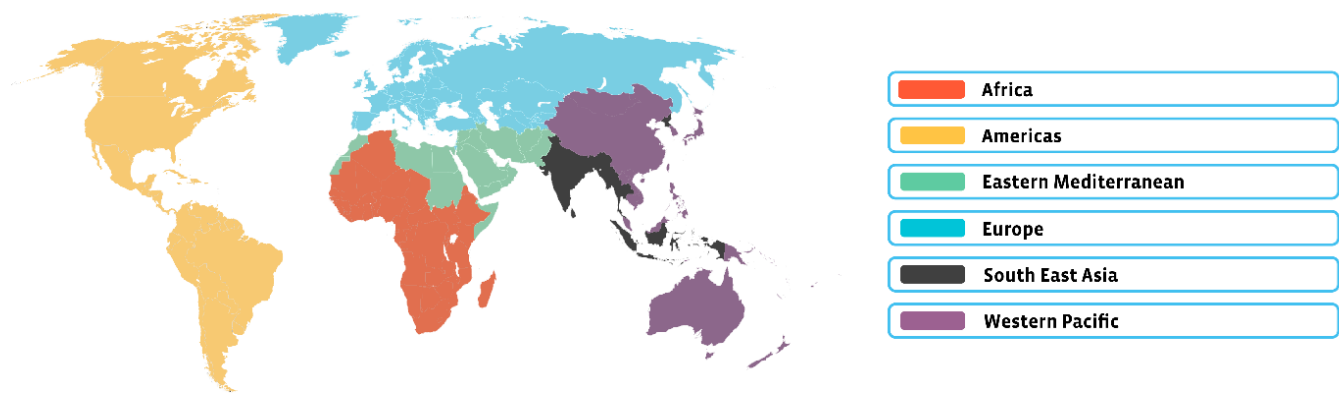 Africa
Americas
Eastern Mediterranean
Europe
South East Asia
Western Pacific